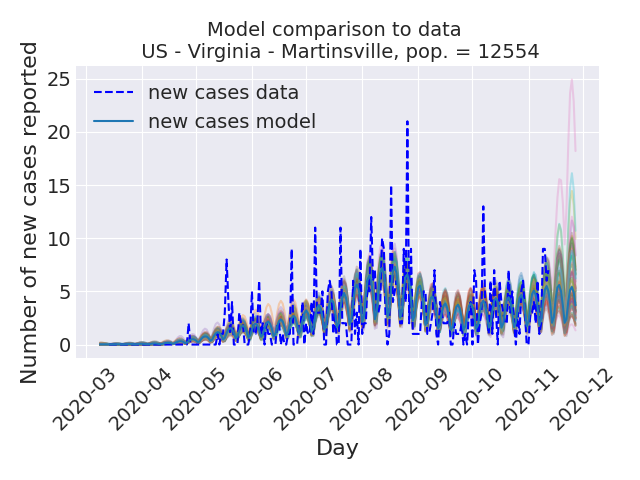 Model comparison to data
US - Virginia - Martinsville, pop. = 12554
Number of new cases reported
25
20
15
10
5
0
new cases data
new cases model
2020-03
2020-04
2020-05
2020-06
2020-07
2020-08
2020-09
2020-10
2020-11
2020-12
Day